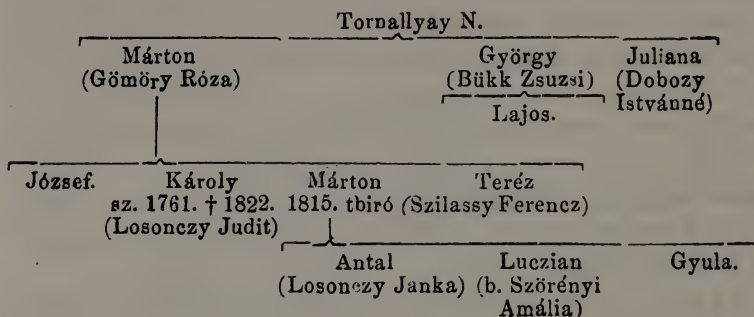 Tornallyay N.
Márton György Juliana
(Gömöry Róza) (Bükk Zsuzsi) (Dobozy
Lajos. Istvánné)
József. Károly Márton Teréz
sz. 1761. † 1822. 1815. tbiró (Szilassy Ferencz)
(Losonczy Judit)
Antal Luczian Gyula.
(Losonczy Janka) (b. Szörényi
Amália)